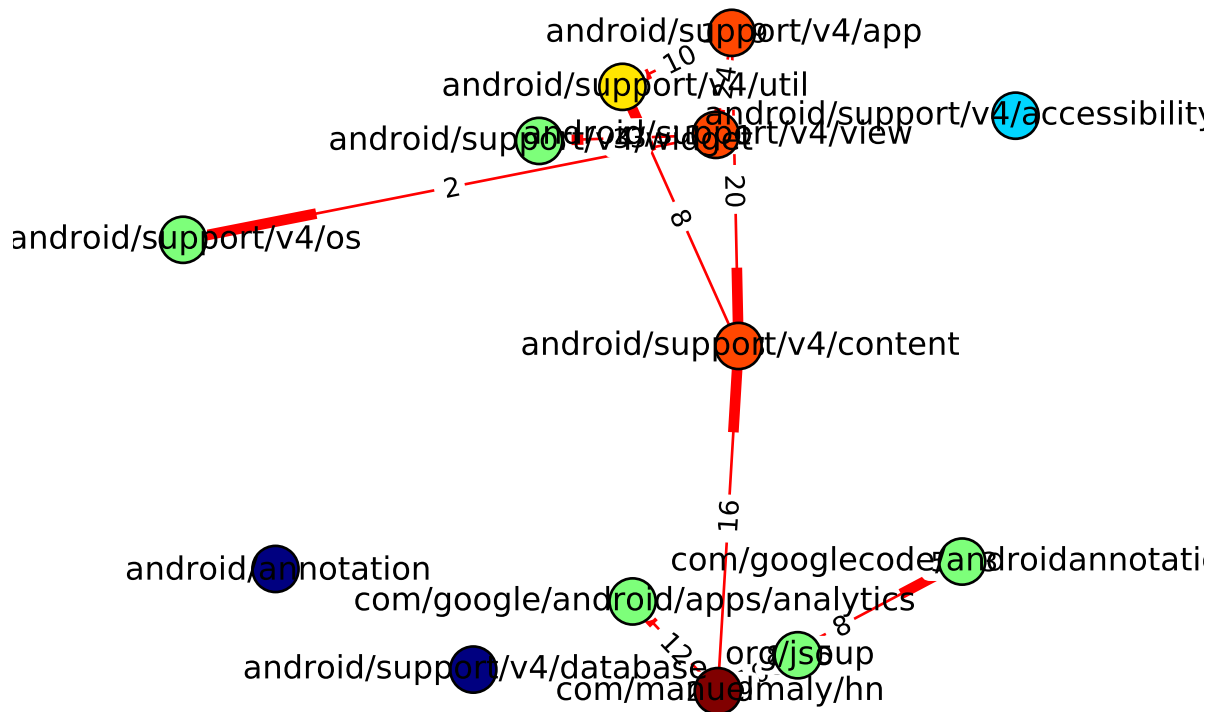 android/support/v4/app
10
android/support/v4/util
24
android/support/v4/accessibility
android/support/v4/view
android/support/v4/widget
2
20
8
android/support/v4/os
android/support/v4/content
16
com/googlecode/androidannotati
android/annotation
com/google/android/apps/analytics
8
12
org/jsoup
android/support/v4/database
com/manuelmaly/hn